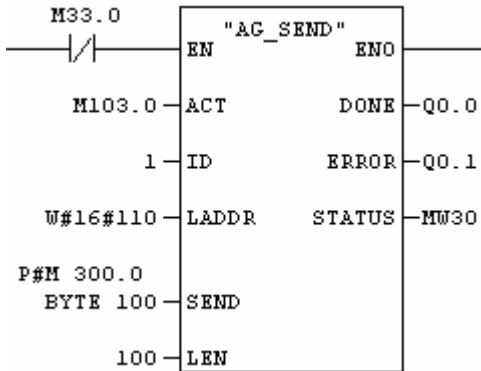 M33.0
"AG_SEND"
EN ENO
M103.0 ACT DONE Q0.0
1 ID ERROR Q0.1
W#16#110 LADDR STATUS MW30
P#M 300.0
BYTE 100 SEND
100 LEN